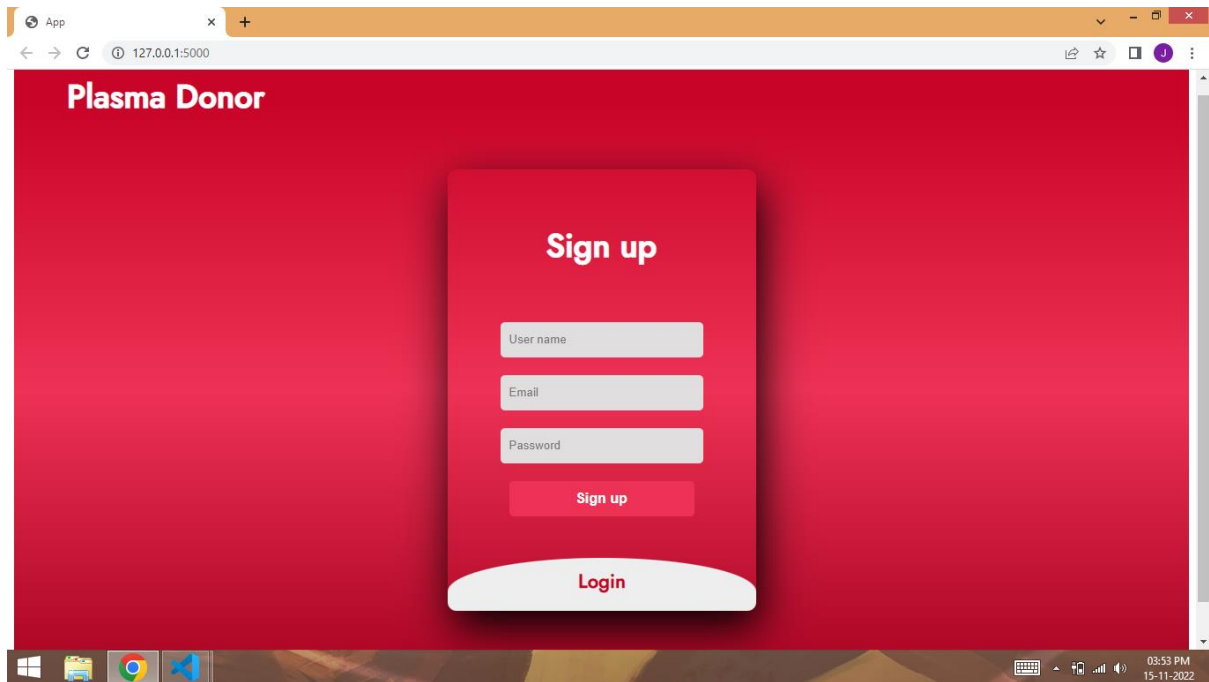 App
127.0.0.1:5000
J
Plasma Donor
Sign up
User name
Email
Password
Sign up
Login
03:53 PM
15-11-2022